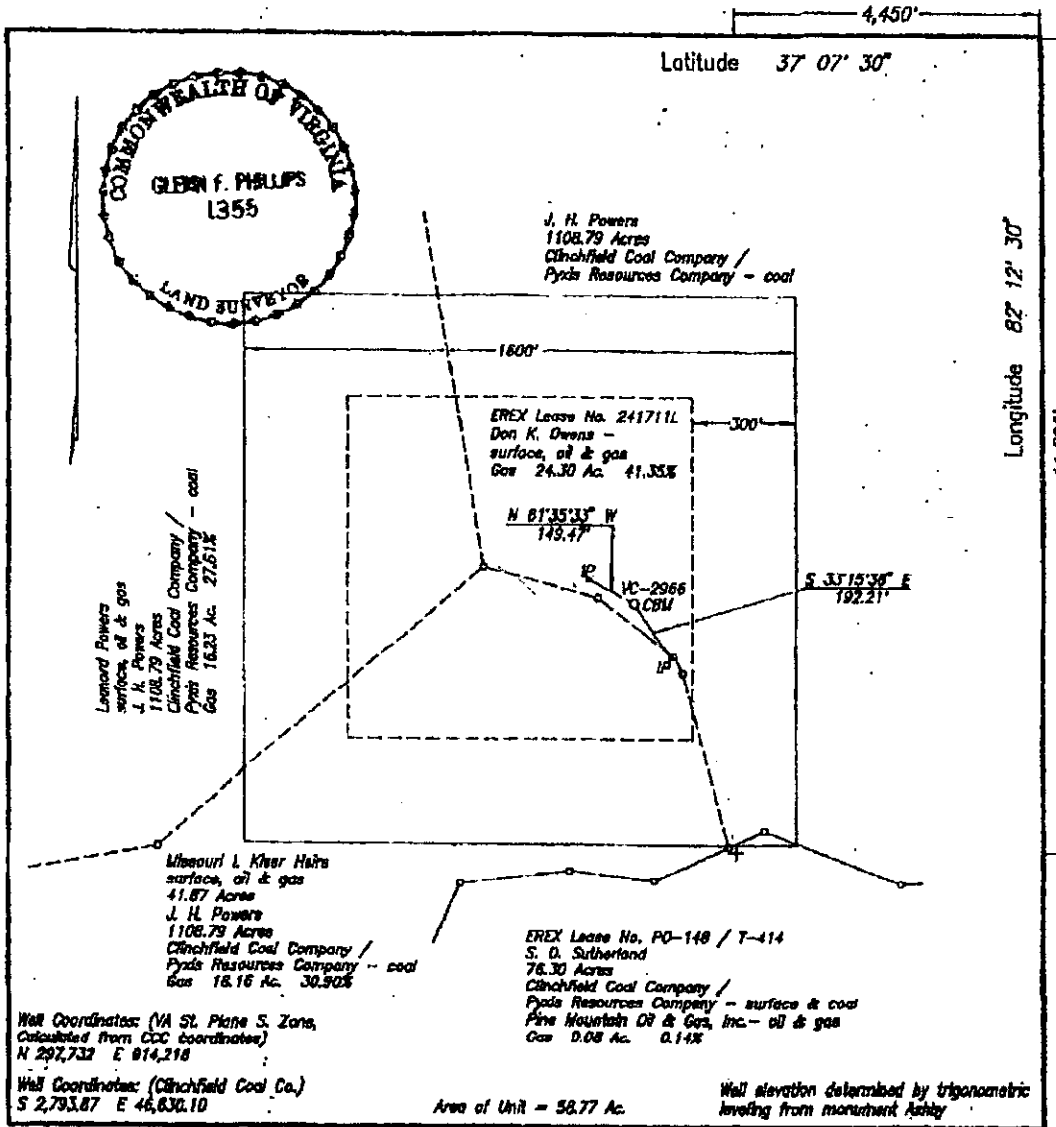 4,450'
Latitude 37° 07' 30"
COMMONWEALTH OF VIRGINIA
GLENN F. PHILLIPS
1355
LAND SURVEYOR
J. H. Powers
1108.79 Acres
Clinchfield Coal Company /
Pyxis Resources Company - coal
Longitude 82° 12' 30"
1600'
EREX Lease No. 241711L
Don K. Owens -
surface, oil & gas
Gas 24.30 Ac. 41.35%
300'
N 61°35'33" W
149.47'
IP
VC-2966
CBM
S 33°15'36" E
192.21'
IP
Leonard Powers
surface, oil & gas
J. H. Powers
1108.79 Acres
Clinchfield Coal Company /
Pyxis Resources Company - coal
Gas 16.23 Ac. 27.61%
Missouri I. Kiser Heirs
surface, oil & gas
41.87 Acres
J. H. Powers
1108.79 Acres
Clinchfield Coal Company /
Pyxis Resources Company - coal
Gas 18.16 Ac. 30.90%
EREX Lease No. PO-148 / T-414
S. D. Sutherland
76.30 Acres
Clinchfield Coal Company /
Pyxis Resources Company - surface & coal
Pine Mountain Oil & Gas, Inc.- oil & gas
Gas 0.08 Ac. 0.14%
Well Coordinates: (VA St. Plane S. Zone,
Calculated from CCC coordinates)
N 297,732 E 914,218
Well Coordinates: (Clinchfield Coal Co.)
S 2,793.87 E 46,630.10
Area of Unit = 58.77 Ac.
Well elevation determined by trigonometric
leveling from monument Ashby